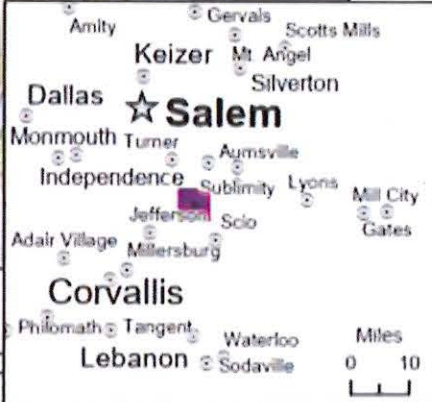 Amity
Gervais
Scotts Mills
Keizer
Mt Angel
Silverton
Dallas
Salem
Monmouth
Turner
Aumsville
Independence
Sublimity
Lyons
Mill City
Jefferson
Scio
Gates
Adair Village
Millersburg
Corvallis
Philomath
Tangent
Waterloo
Miles
Lebanon
Sodaville
0 10